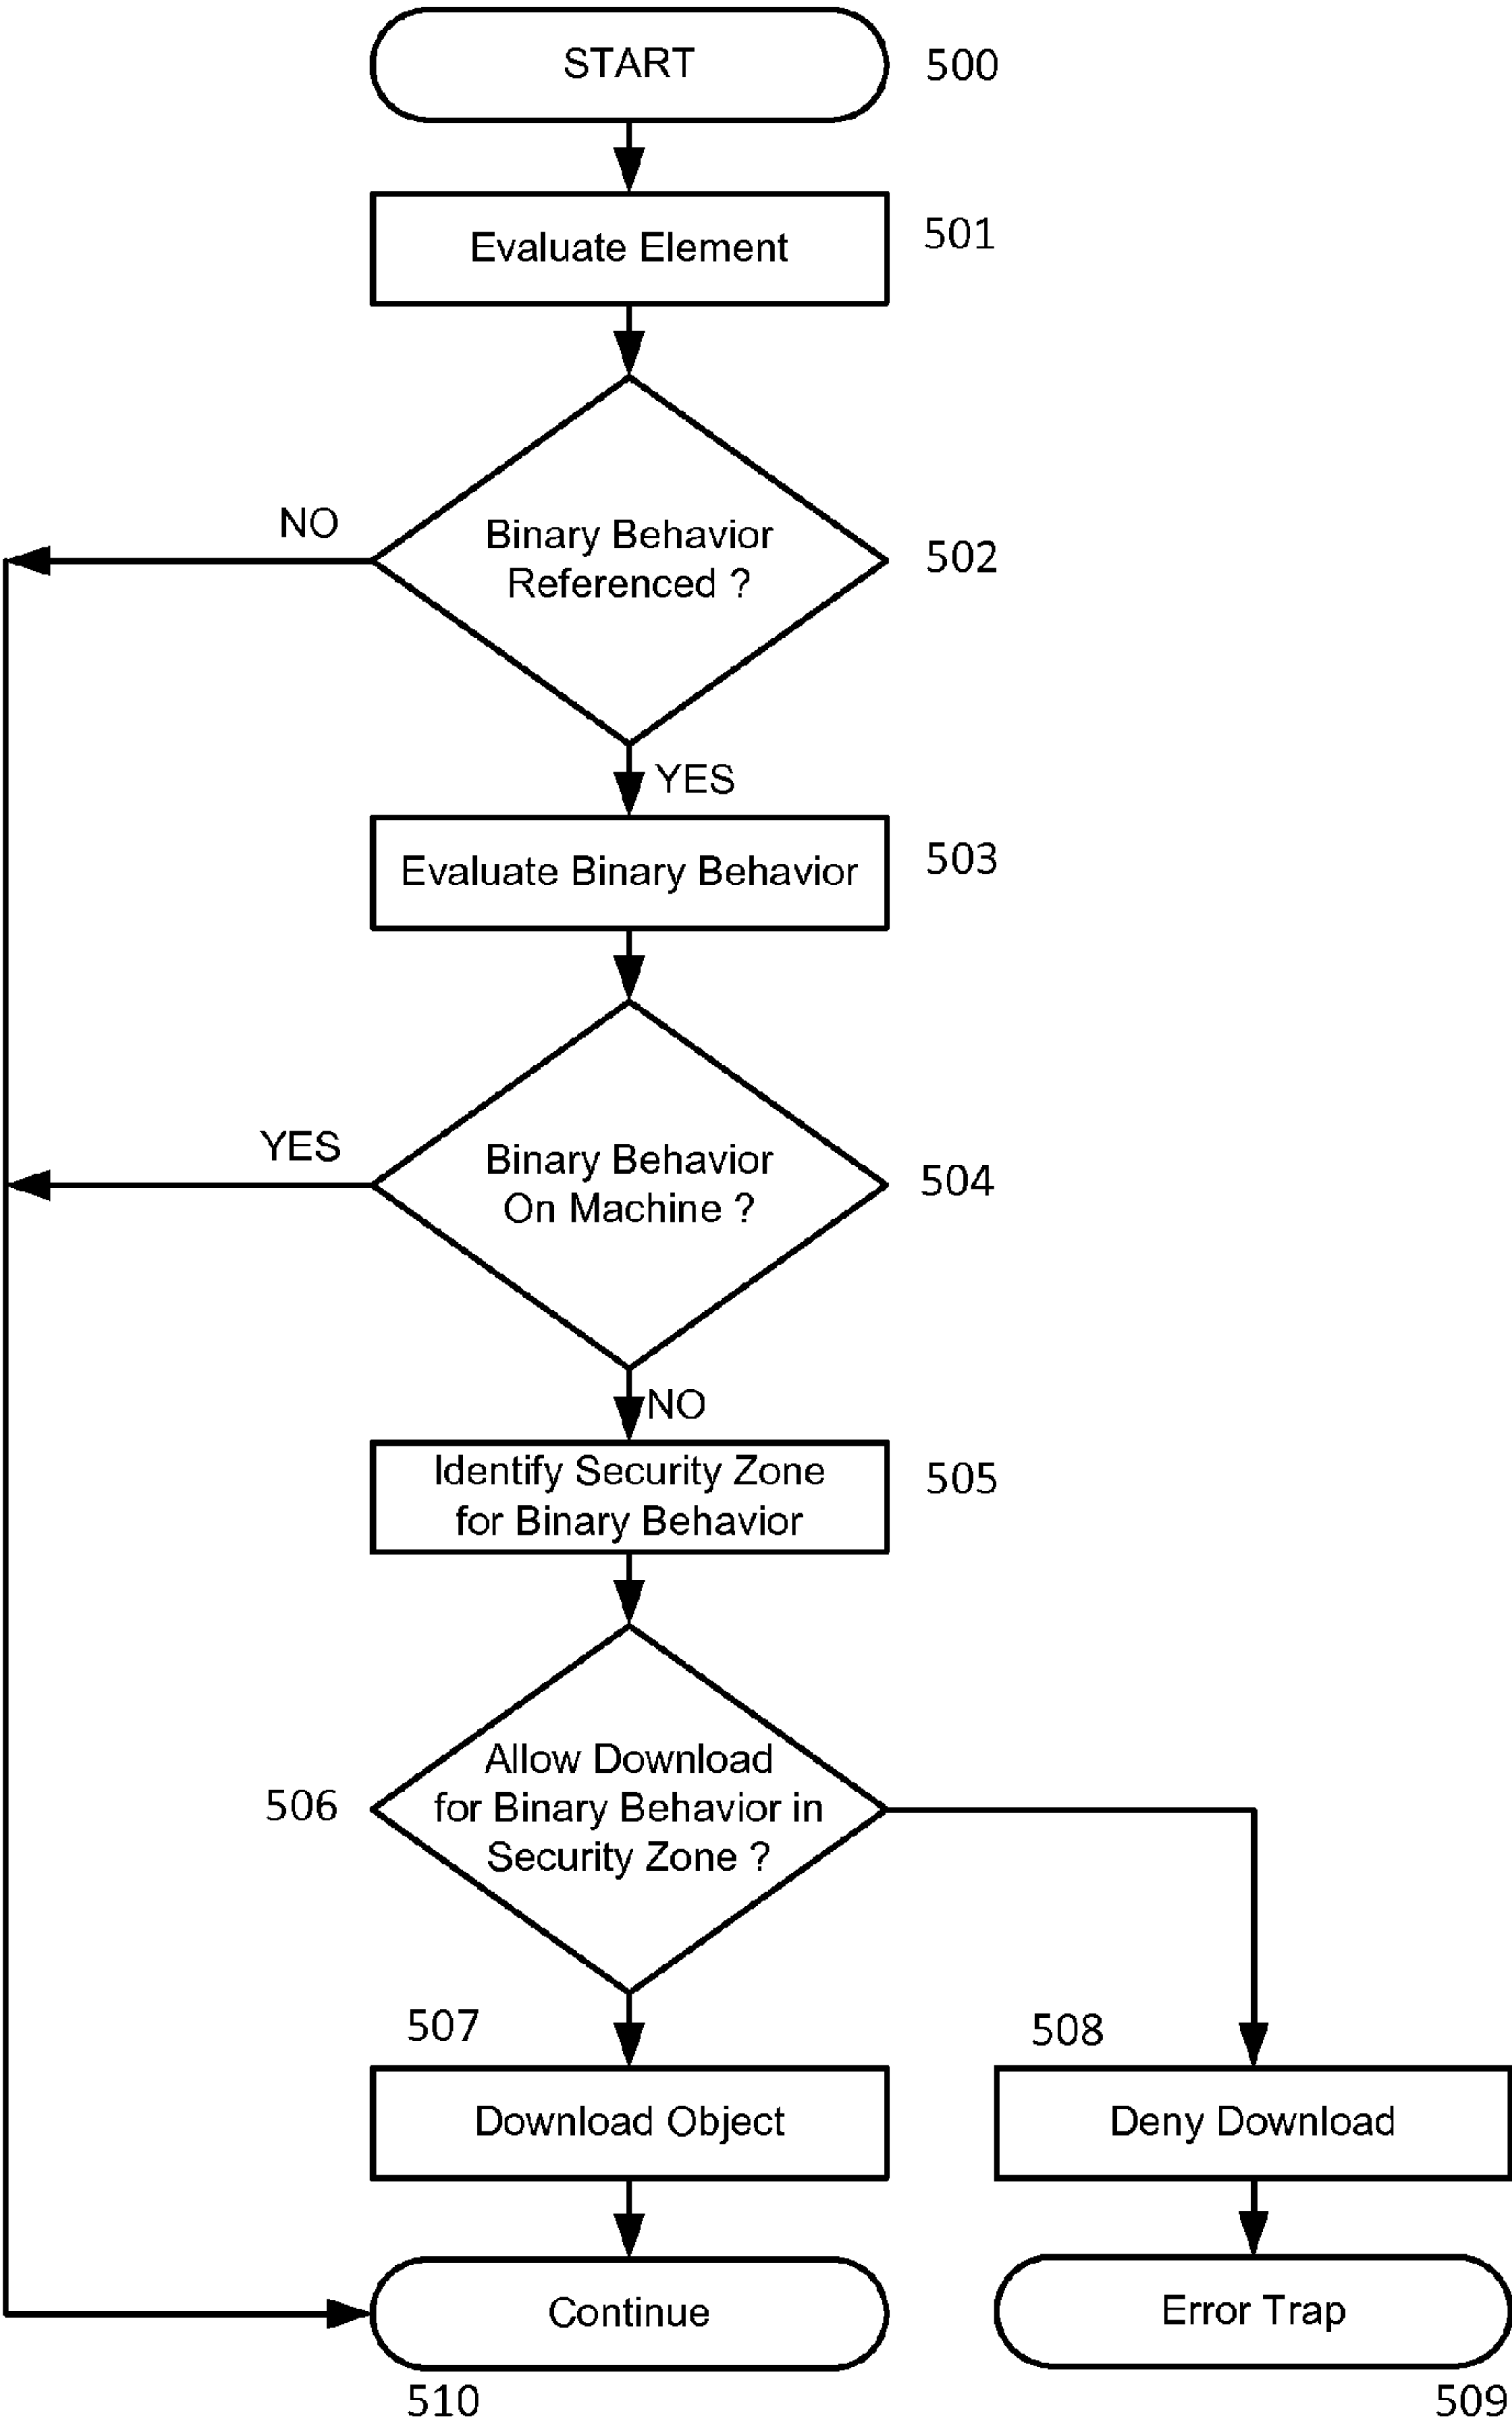 START
500
Evaluate Element
501
NO
Binary Behavior
Referenced ?
502
YES
Evaluate Binary Behavior
503
YES
Binary Behavior
On Machine ?
504
NO
Identify Security Zone
for Binary Behavior
505
506
Allow Download
for Binary Behavior in
Security Zone ?
507
508
Download Object
Deny Download
Continue
Error Trap
510
509